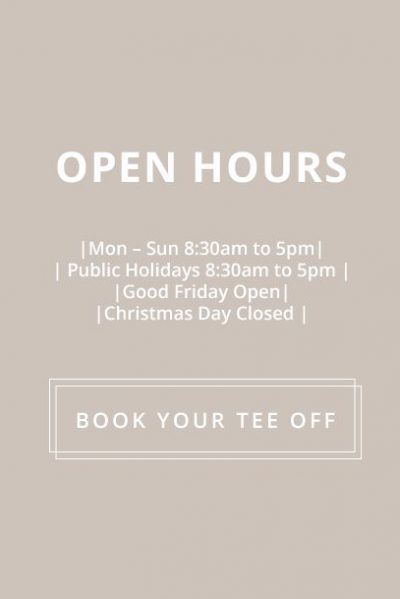 OPEN HOURS
|Mon – Sun 8:30am to 5pm|
| Public Holidays 8:30am to 5pm |
|Good Friday Open|
|Christmas Day Closed |
BOOK YOUR TEE OFF